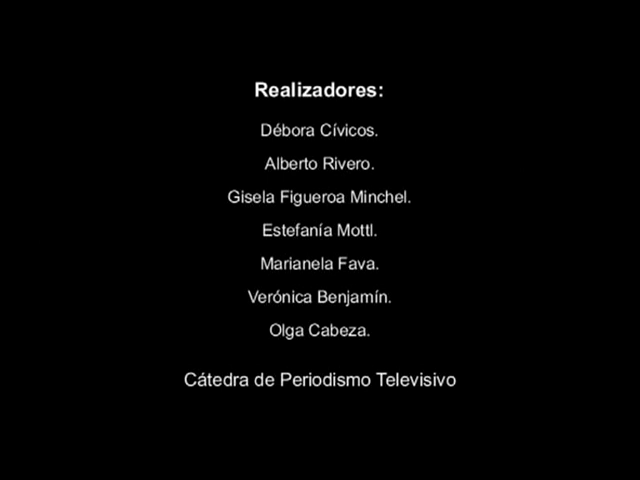 Realizadores:
Débora Cívicos.
Alberto Rivero.
Gisela Figueroa Minchel.
Estefanía Mottl.
Marianela Fava.
Verónica Benjamín.
Olga Cabeza.
Cátedra de Periodismo Televisivo